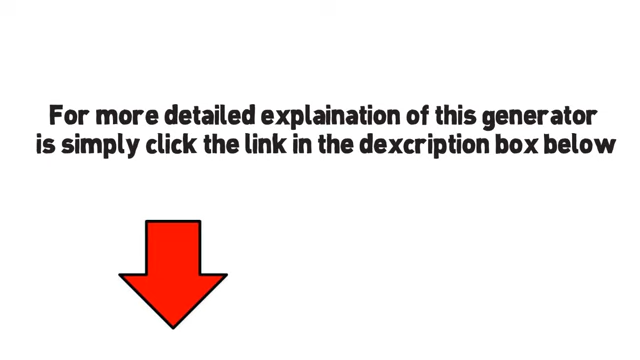 For more detailed explaination of this generator
is simply click the link in the dexcription box below